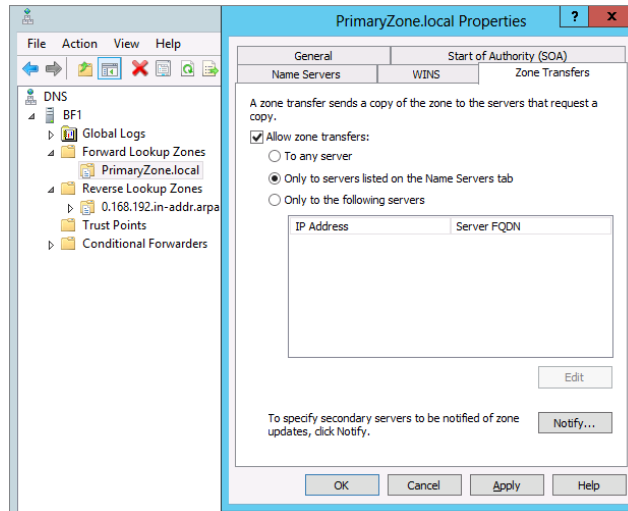 PrimaryZone.local Properties
? x
File Action View Help
DNS
BF1
Global Logs
Forward Lookup Zones
PrimaryZone.local
Reverse Lookup Zones
0.168.192.in-addr.arpa
Trust Points
Conditional Forwarders
General
Start of Authority (SOA)
Name Servers
WINS
Zone Transfers
A zone transfer sends a copy of the zone to the servers that request a
copy.
Allow zone transfers:
To any server
Only to servers listed on the Name Servers tab
Only to the following servers
IP Address
Server FQDN
Edit
To specify secondary servers to be notified of zone
updates, click Notify.
Notify...
OK
Cancel
Apply
Help